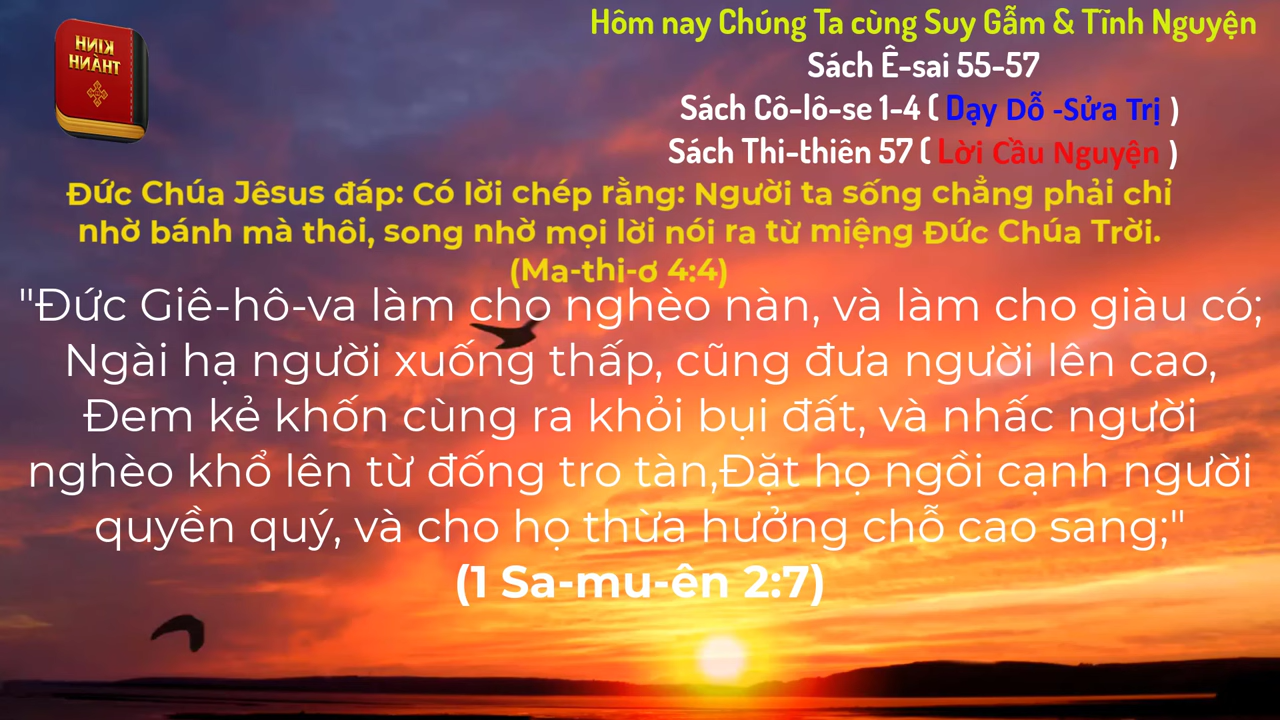 KINH
THÀNH
Hôm nay Chúng Ta cùng Suy Gẫm & Tĩnh Nguyện
Sách Ê-sai 55-57
Sách Cô-lô-se 1-4 ( Dạy Dỗ -Sửa Trị )
Sách Thi-thiên 57 ( Lời Cầu Nguyện )
Đức Chúa Jêsus đáp: Có lời chép rằng: Người ta sống chẳng phải chỉ
nhờ bánh mà thôi, song nhờ mọi lời nói ra từ miệng Đức Chúa Trời.
(Ma-thi-ơ 4:4)
"Đức Giê-hô-va làm cho nghèo nàn, và làm cho giàu có;
Ngài hạ người xuống thấp, cũng đưa người lên cao,
Đem kẻ khốn cùng ra khỏi bụi đất, và nhấc người
nghèo khổ lên từ đống tro tàn,Đặt họ ngồi cạnh người
quyền quý, và cho họ thừa hưởng chỗ cao sang;"
(1 Sa-mu-ên 2:7)